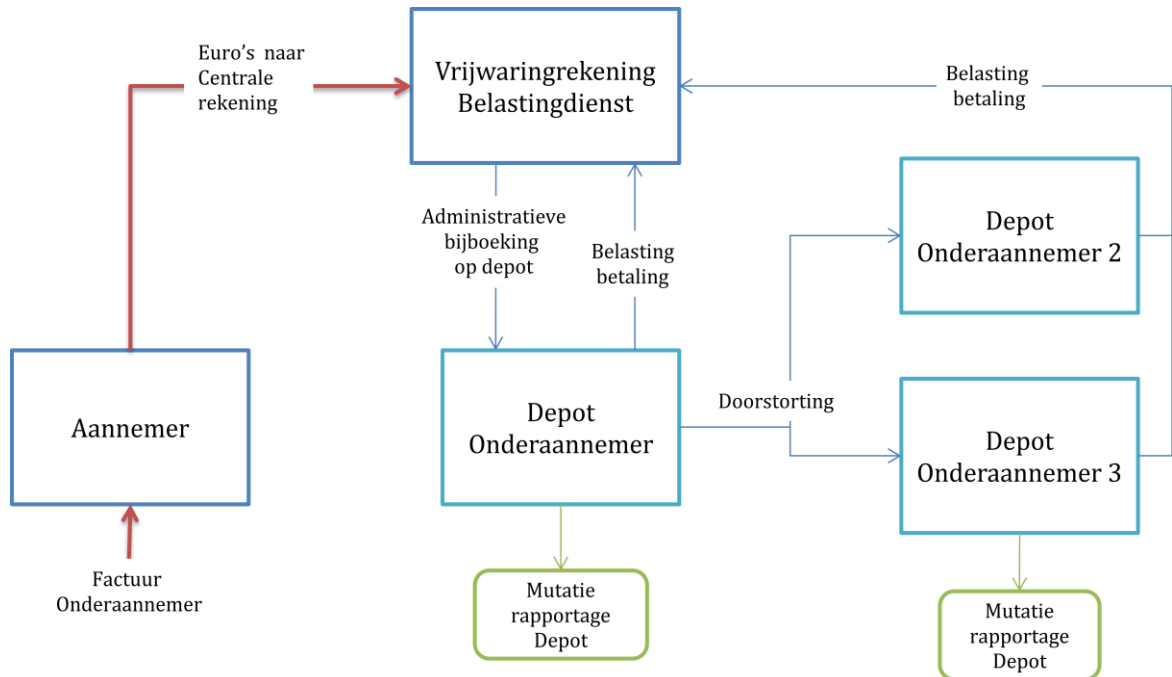 Euro's naar
Centrale
rekening
Vrijwaringrekening
Belastingdienst
Belasting
betaling
Administratieve
bijboeking
op depot
Belasting
betaling
Depot
Onderaannemer 2
Aannemer
Depot
Onderaannemer
Doorstorting
Depot
Onderaannemer 3
Factuur
Onderaannemer
Mutatie
rapportage
Depot
Mutatie
rapportage
Depot